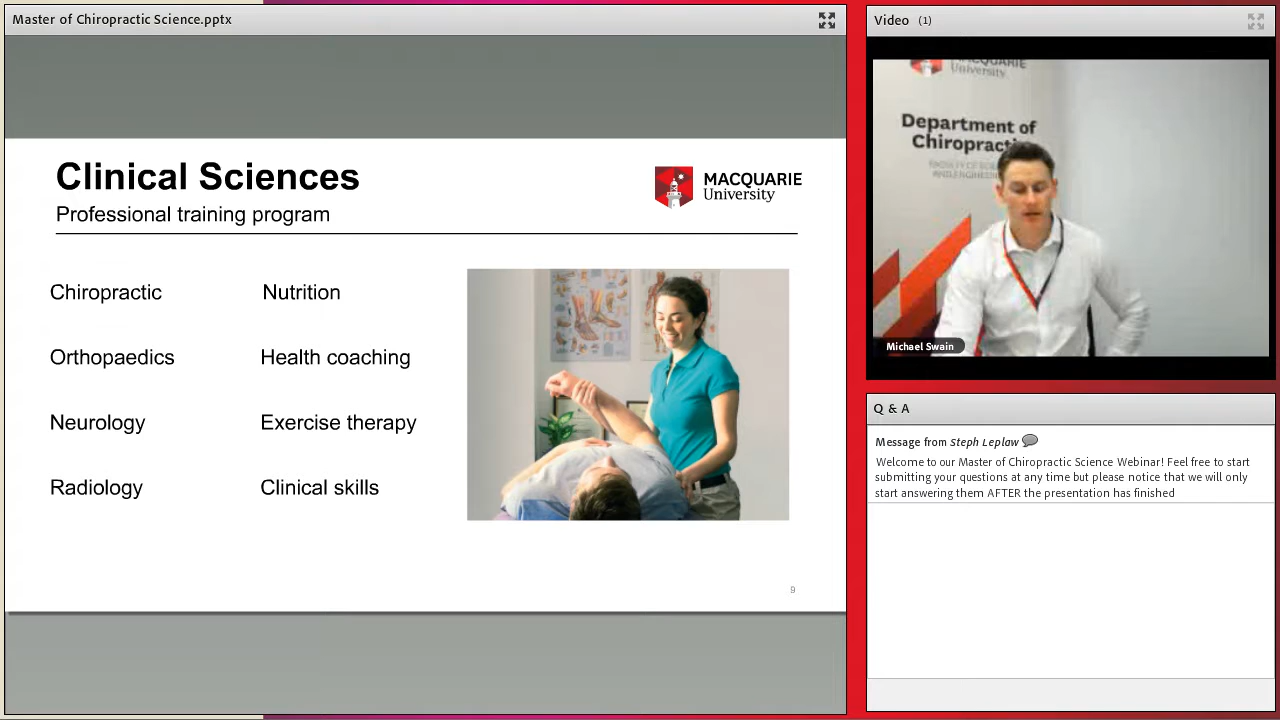 Master of Chiropractic Science.pptx
Clinical Sciences
Professional training program
MACQUARIE
University
Chiropractic
Nutrition
Orthopaedics
Health coaching
Neurology
Exercise therapy
Radiology
Clinical skills
9
Video (1)
MACQUARIE
University
Department of
Chiropractic
Michael Swain
Q & A
Message from Steph Leplaw
Welcome to our Master of Chiropractic Science Webinar! Feel free to start
submitting your questions at any time but please notice that we will only
start answering them AFTER the presentation has finished